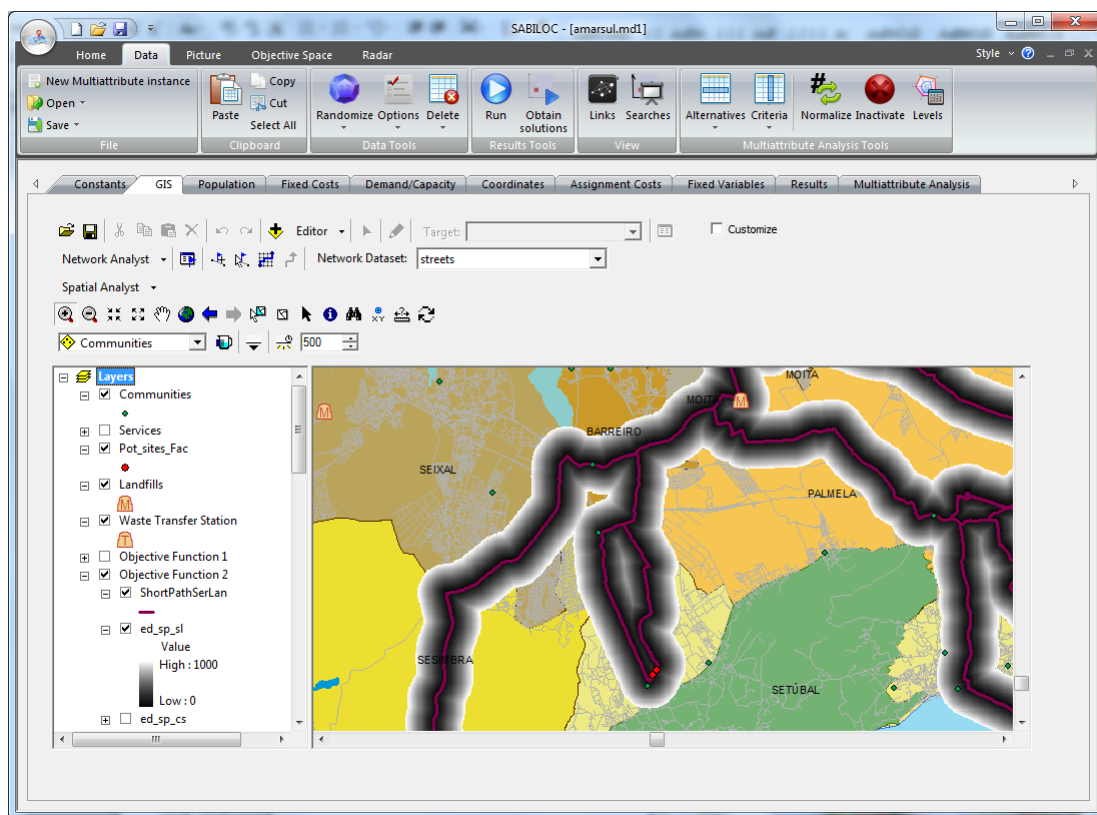 SABILOC - [amarsul.md1]
Home Data Picture Objective Space Radar Style
New Multiattribute instance
Open
Save
File
Paste
Copy
Cut
Select All
Clipboard
Randomize Options Delete
Data Tools
Run Obtain solutions
Results Tools
Links Searches
View
Alternatives Criteria Normalize Inactivate Levels
Multiattribute Analysis Tools
Constants GIS Population Fixed Costs Demand/Capacity Coordinates Assignment Costs Fixed Variables Results Multiattribute Analysis
Editor Target: Customize
Network Analyst Network Dataset: streets
Spatial Analyst
XY
Communities 500
Layers
Communities
Services
Pot_sites_Fac
Landfills
M
Waste Transfer Station
T
Objective Function 1
Objective Function 2
ShortPathSerLan
ed_sp_sl
Value
High : 1000
Low : 0
ed_sp_cs
MOITA
M
MOITA
M
BARREIRO
SEIXAL
PALMELA
SESIMBRA
SETÚBAL